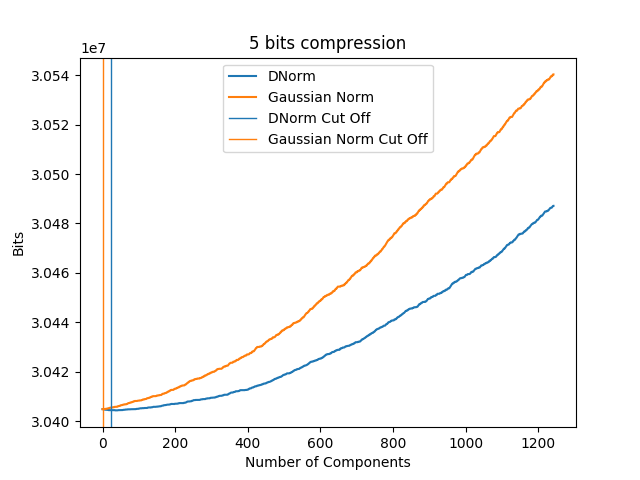 5 bits compression
1e7
3.054
3.052
3.050
3.048
3.046
3.044
3.042
3.040
Bits
DNorm
Gaussian Norm
DNorm Cut Off
Gaussian Norm Cut Off
0 200 400 600 800 1000 1200
Number of Components